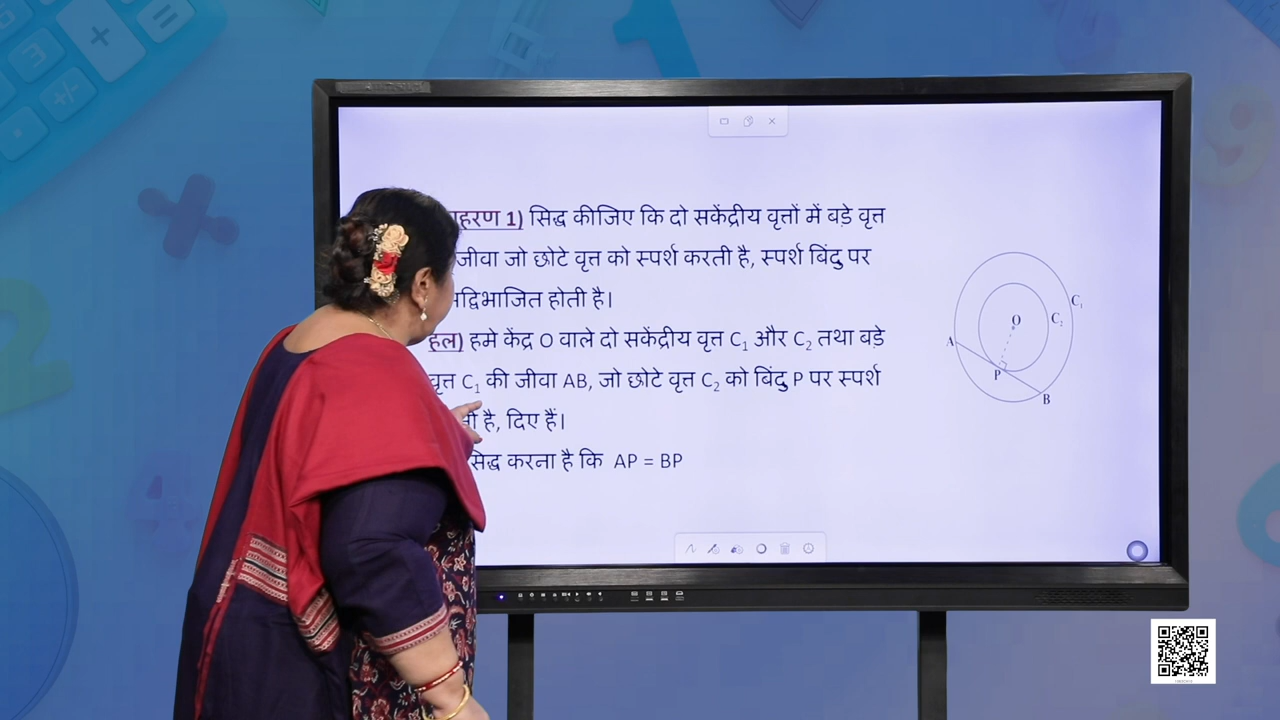 हरण 1) सिद्ध कीजिए कि दो सकेंद्रीय वृत्तों में बड़े वृत्त
जीवा जो छोटे वृत्त को स्पर्श करती है, स्पर्श बिंदु पर
द्विभाजित होती है।
हल) हमे केंद्र O वाले दो सकेंद्रीय वृत्त C₁ और C₂ तथा बड़े
वृत्त C₁ की जीवा AB, जो छोटे वृत्त C₂ को बिंदु P पर स्पर्श
है, दिए हैं।
सिद्ध करना है कि AP = BP
C₁
O
C₂
A
P
B